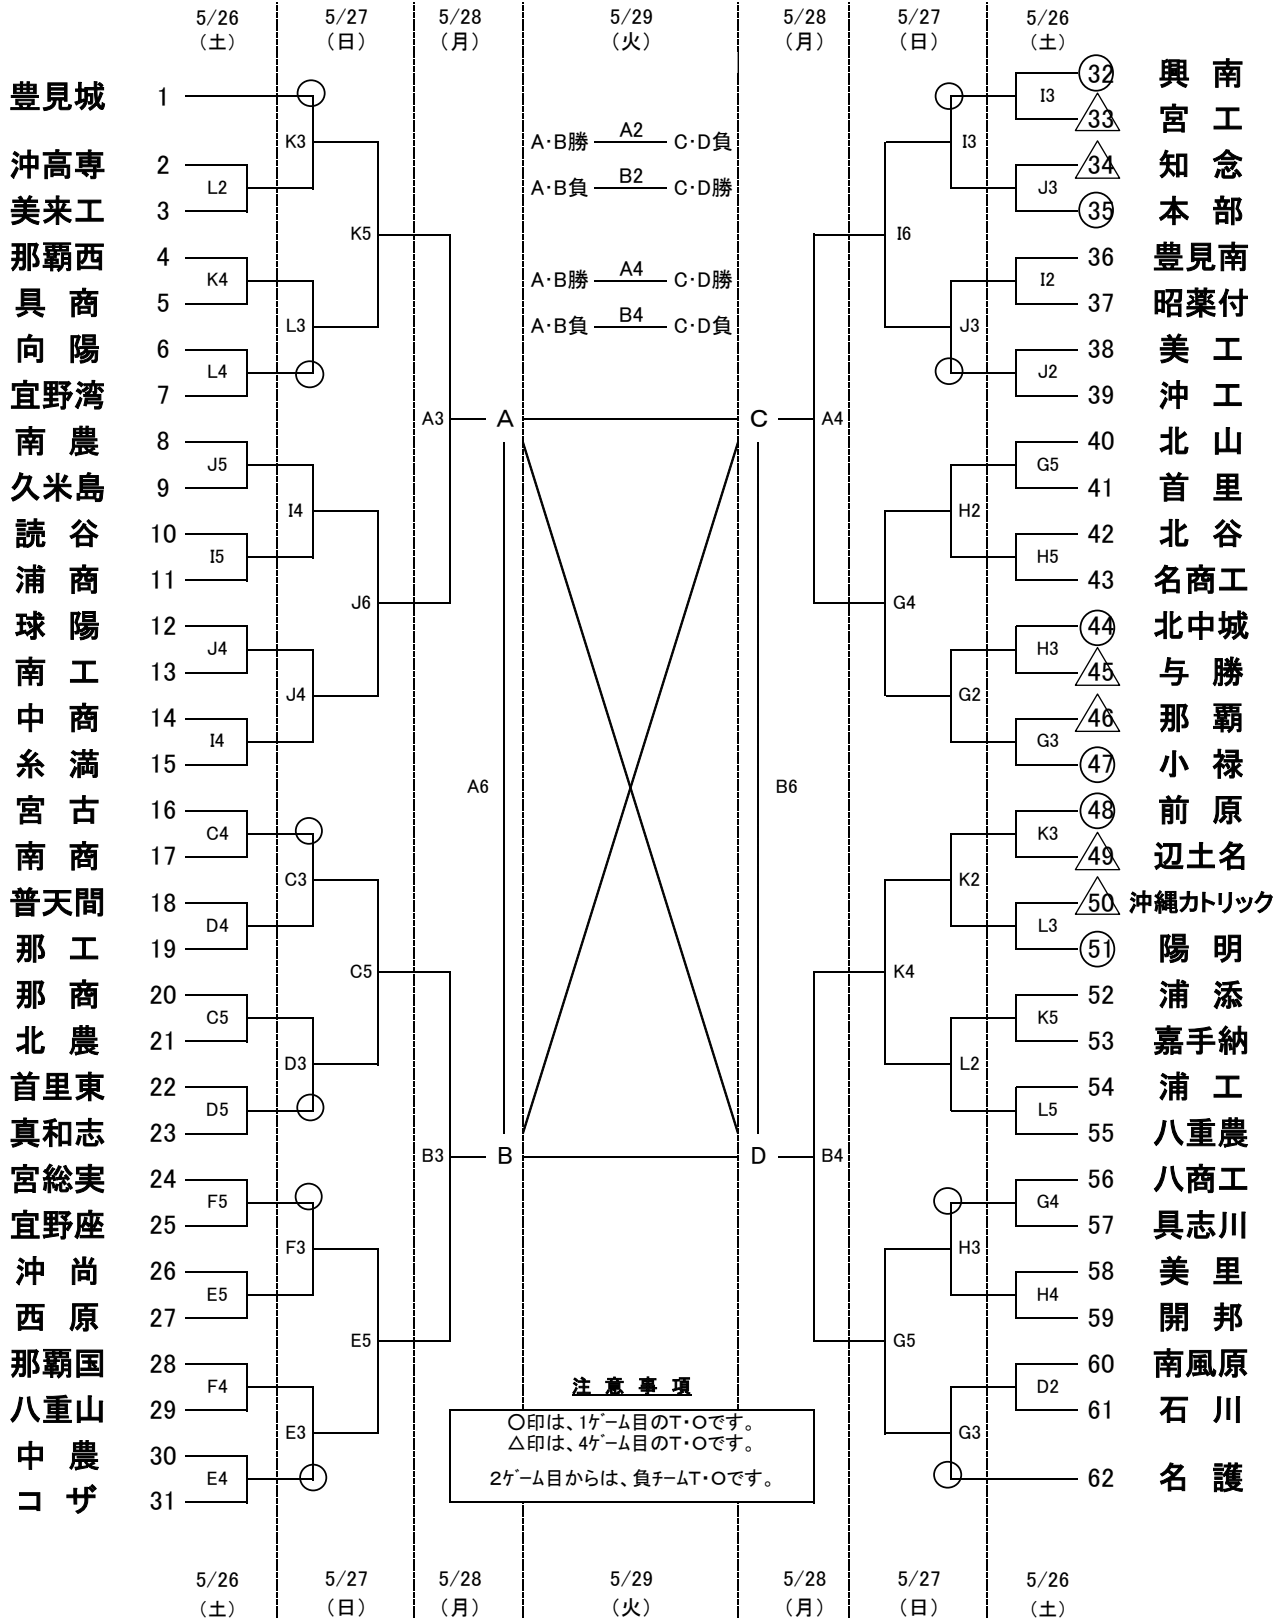 5/26 5/27 5/28 5/29 5/28 5/27 5/26
(土) (日) (月) (火) (月) (日) (土)
豊見城 1
沖高専 2
美来工 3
那覇西 4
具商 5
向陽 6
宜野湾 7
南農 8
久米島 9
読谷 10
浦商 11
球陽 12
南工 13
中商 14
糸満 15
宮古 16
南商 17
普天間 18
那工 19
那商 20
北農 21
首里東 22
真和志 23
宮総実 24
宜野座 25
沖尚 26
西原 27
那覇国 28
八重山 29
中農 30
コザ 31
L2
K4
L4
J5
I5
J4
I4
C4
D4
C5
D5
F5
E5
F4
E4
K3
L3
I4
J4
C3
D3
F3
E3
K5
J6
C5
E5
A3
B3
A·B勝 A2 C·D負
A·B負 B2 C·D勝
A·B勝 A4 C·D勝
A·B負 B4 C·D負
A C
A6 B6
B D
注意事項
○印は、1ゲーム目のT·Oです。
△印は、4ゲーム目のT·Oです。
2ゲーム目からは、負チームT·Oです。
A4
B4
I6
G4
K4
G5
I3
J3
H2
G2
K2
L2
H3
G3
I3
J3
I2
J2
G5
H5
H3
G3
K3
L3
K5
L5
G4
H4
D2
32 興南
33 宮工
34 知念
35 本部
36 豊見南
37 昭薬付
38 美工
39 沖工
40 北山
41 首里
42 北谷
43 名商工
44 北中城
45 与勝
46 那覇
47 小禄
48 前原
49 辺土名
50 沖縄カトリック
51 陽明
52 浦添
53 嘉手納
54 浦工
55 八重農
56 八商工
57 具志川
58 美里
59 開邦
60 南風原
61 石川
62 名護
5/26 5/27 5/28 5/29 5/28 5/27 5/26
(土) (日) (月) (火) (月) (日) (土)